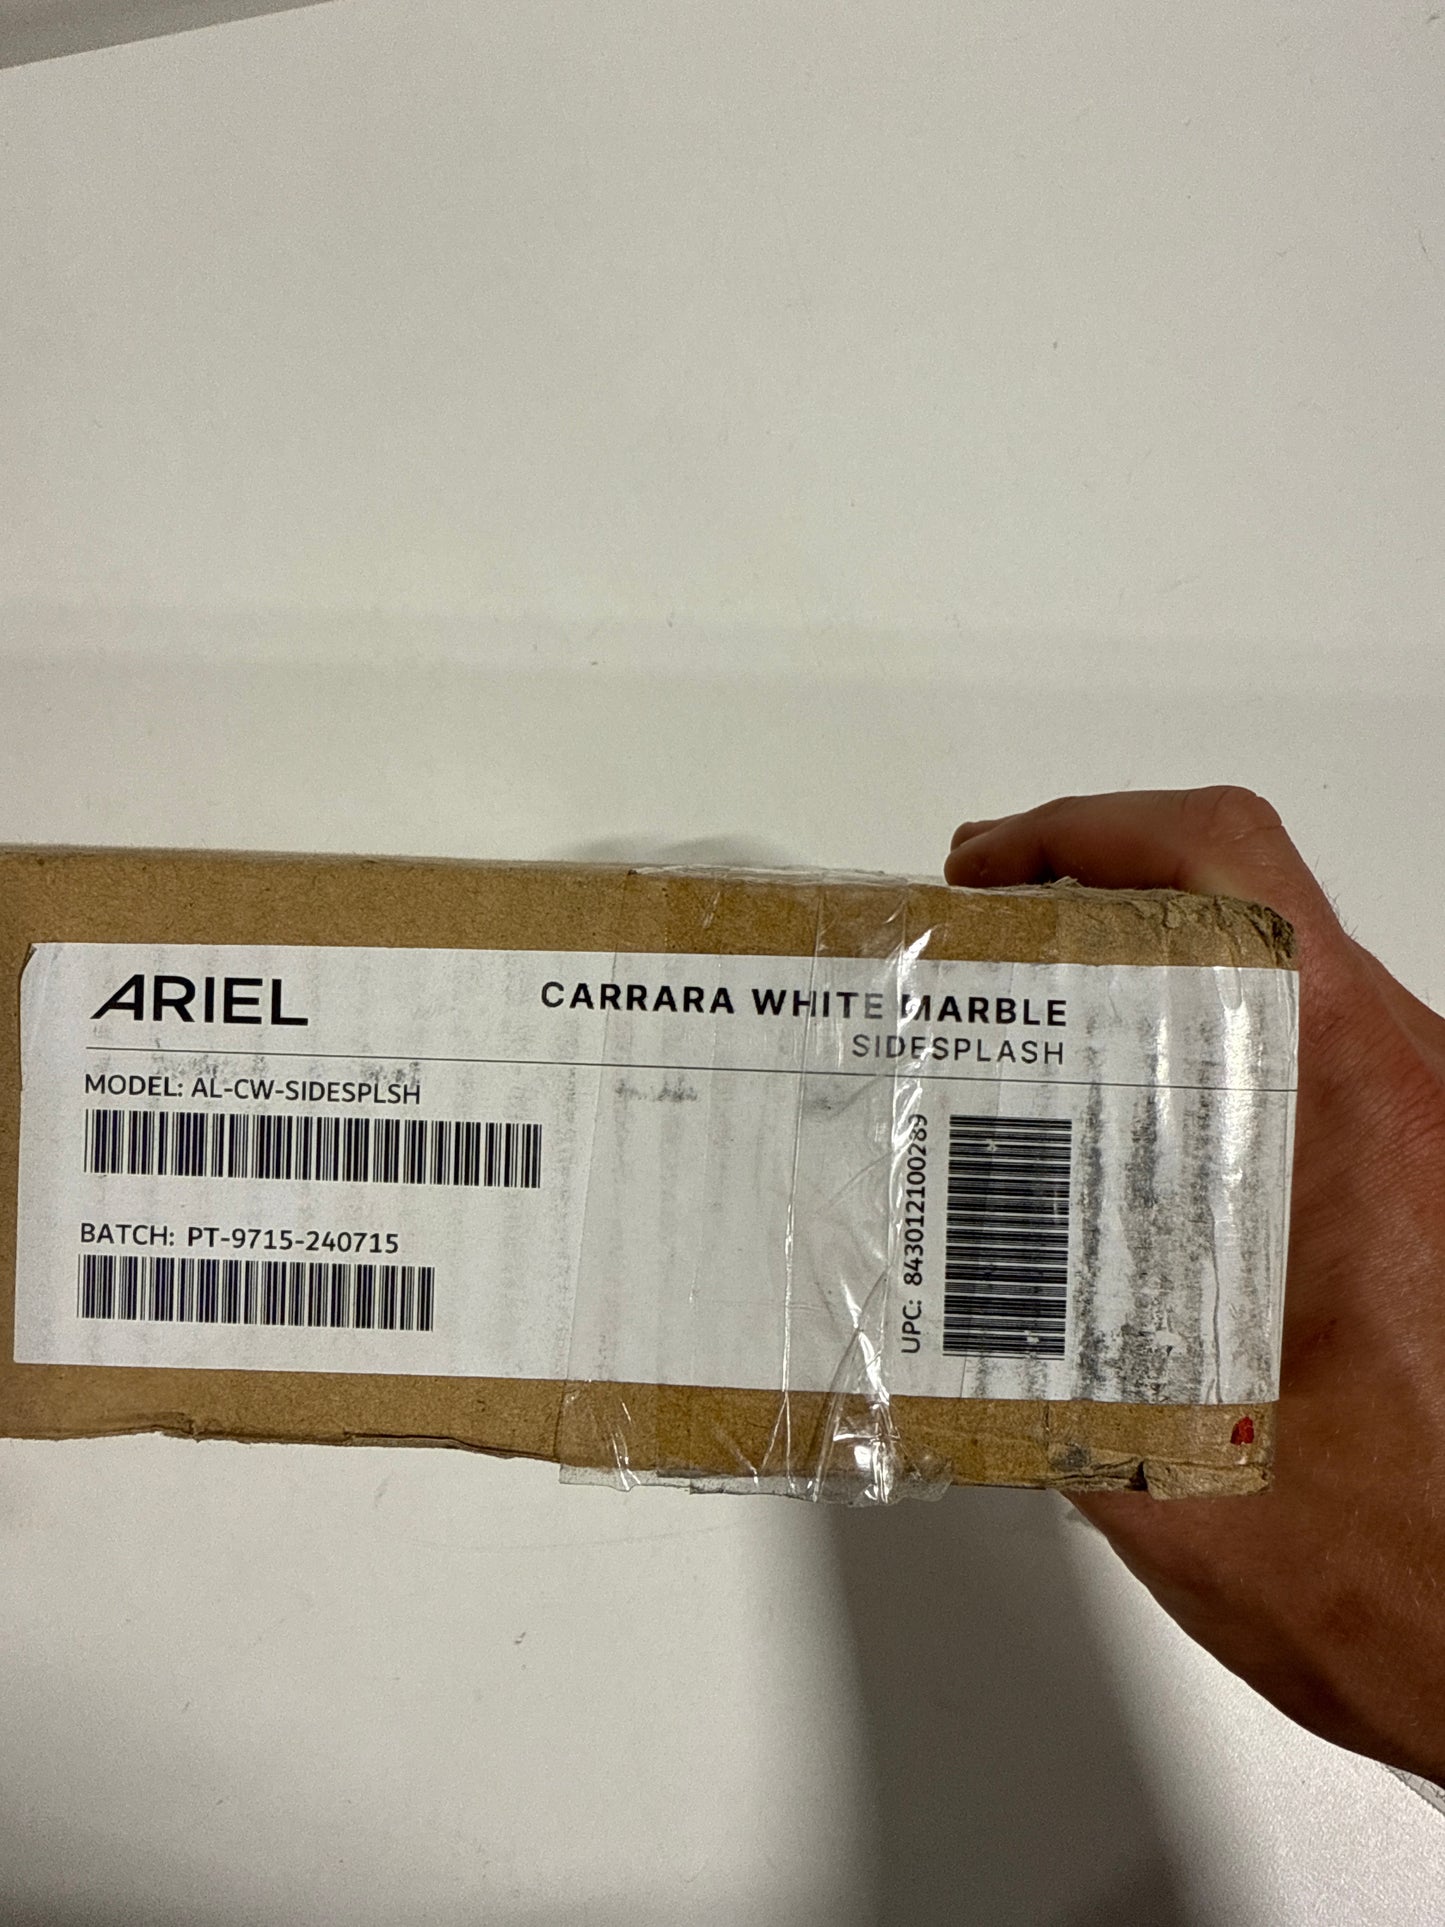 ARIEL
CARRARA WHITE MARBLE
SIDESPLASH
MODEL: AL-CW-SIDESPLSH
BATCH: PT-9715-240715
UPC: 843012100289